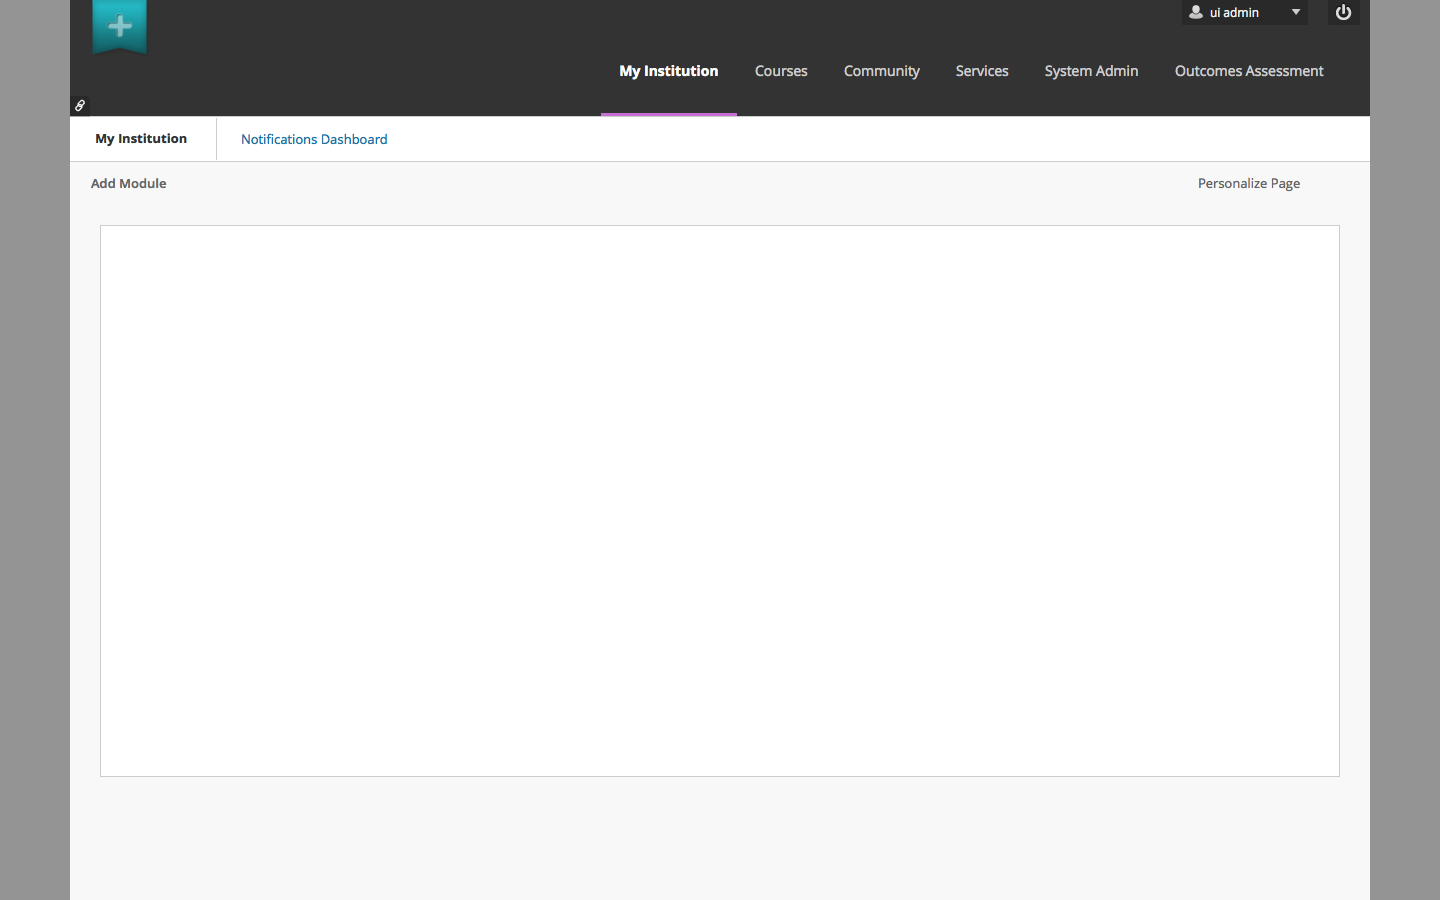 ui admin
My Institution
Courses
Community
Services
System Admin
Outcomes Assessment
My Institution
Notifications Dashboard
Add Module
Personalize Page